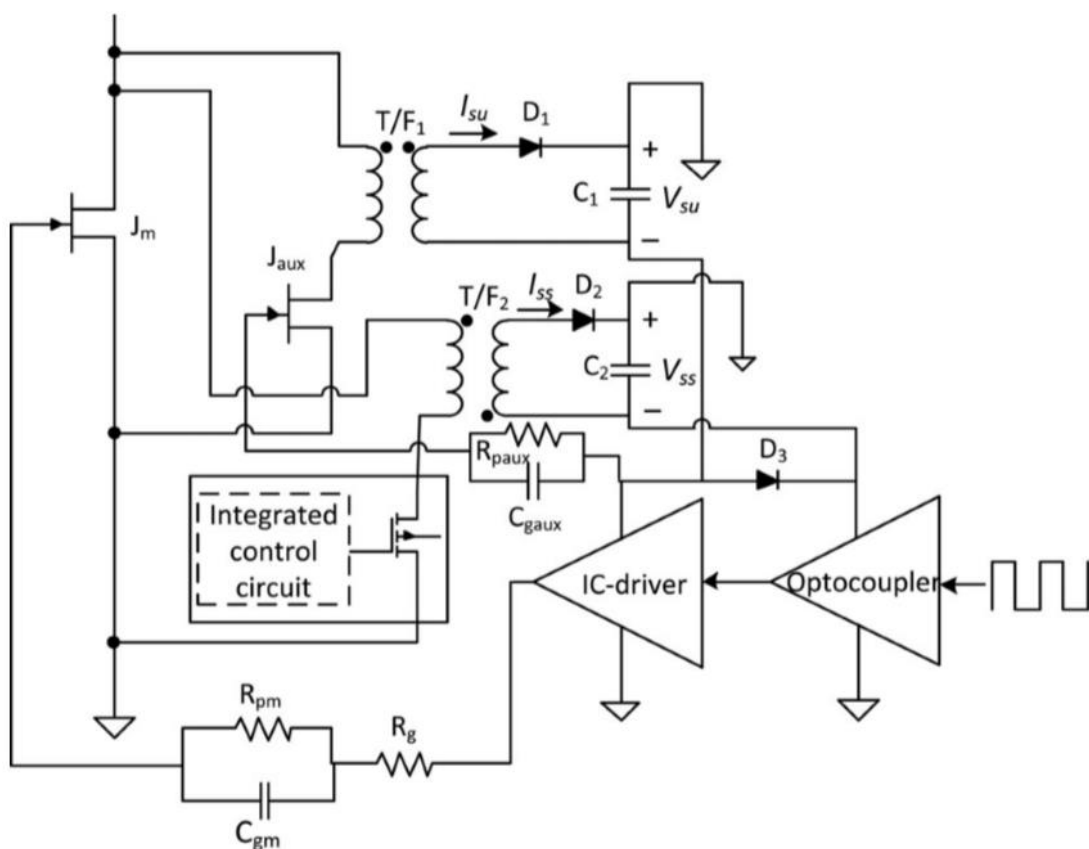 T/F₁
I_su
D₁
C₁
+
V_su
−
J_m
J_aux
T/F₂
I_ss
D₂
C₂
+
V_ss
−
R_paux
C_gaux
D₃
Integrated
control
circuit
IC-driver
Optocoupler
R_pm
R_g
C_gm